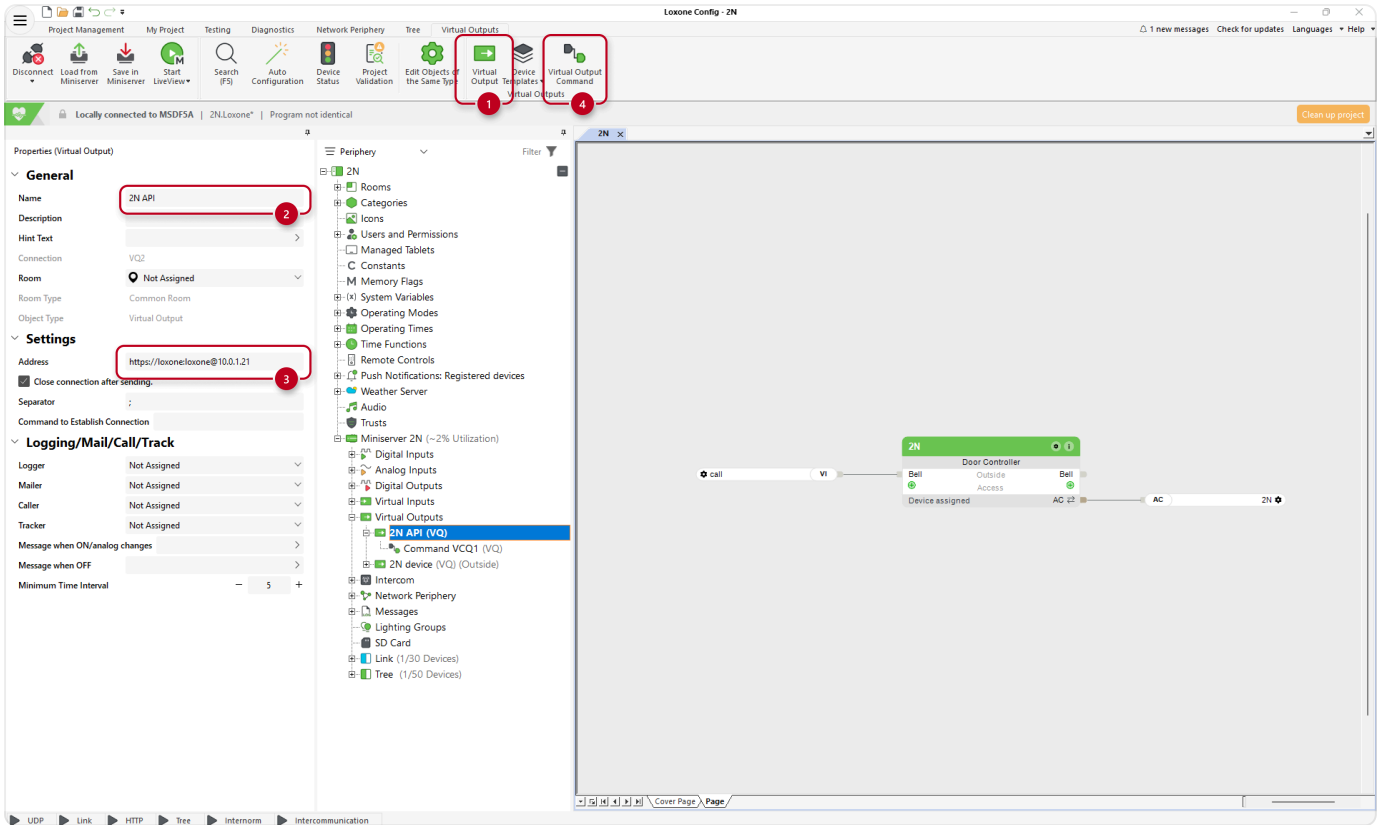 Loxone Config - 2N
Project Management My Project Testing Diagnostics Network Periphery Tree Virtual Outputs
1 new messages Check for updates Languages Help
Disconnect
Load from Miniserver
Save in Miniserver
Start LiveView
Search (F5)
Auto Configuration
Device Status
Project Validation
Edit Objects of the Same Type
Virtual Output
Device Templates
Virtual Output Command
Virtual Outputs
1
4
Locally connected to MSDF5A | 2N.Loxone* | Program not identical
Clean up project
Properties (Virtual Output)
General
Name 2N API
2
Description
Hint Text
Connection VQ2
Room Not Assigned
Room Type Common Room
Object Type Virtual Output
Settings
Address https://loxone:loxone@10.0.1.21
3
Close connection after sending.
Separator ;
Command to Establish Connection
Logging/Mail/Call/Track
Logger Not Assigned
Mailer Not Assigned
Caller Not Assigned
Tracker Not Assigned
Message when ON/analog changes
Message when OFF
Minimum Time Interval − 5 +
Periphery Filter
2N
Rooms
Categories
Icons
Users and Permissions
Managed Tablets
C Constants
M Memory Flags
(x) System Variables
Operating Modes
Operating Times
Time Functions
Remote Controls
Push Notifications: Registered devices
Weather Server
Audio
Trusts
Miniserver 2N (~2% Utilization)
Digital Inputs
Analog Inputs
Digital Outputs
Virtual Inputs
Virtual Outputs
2N API (VQ)
Command VCQ1 (VQ)
2N device (VQ) (Outside)
Intercom
Network Periphery
Messages
Lighting Groups
SD Card
Link (1/30 Devices)
Tree (1/50 Devices)
2N x
2N
Door Controller
call VI
Bell Outside Bell
Access
Device assigned AC
AC 2N
Cover Page Page
UDP Link HTTP Tree Internorm Intercommunication